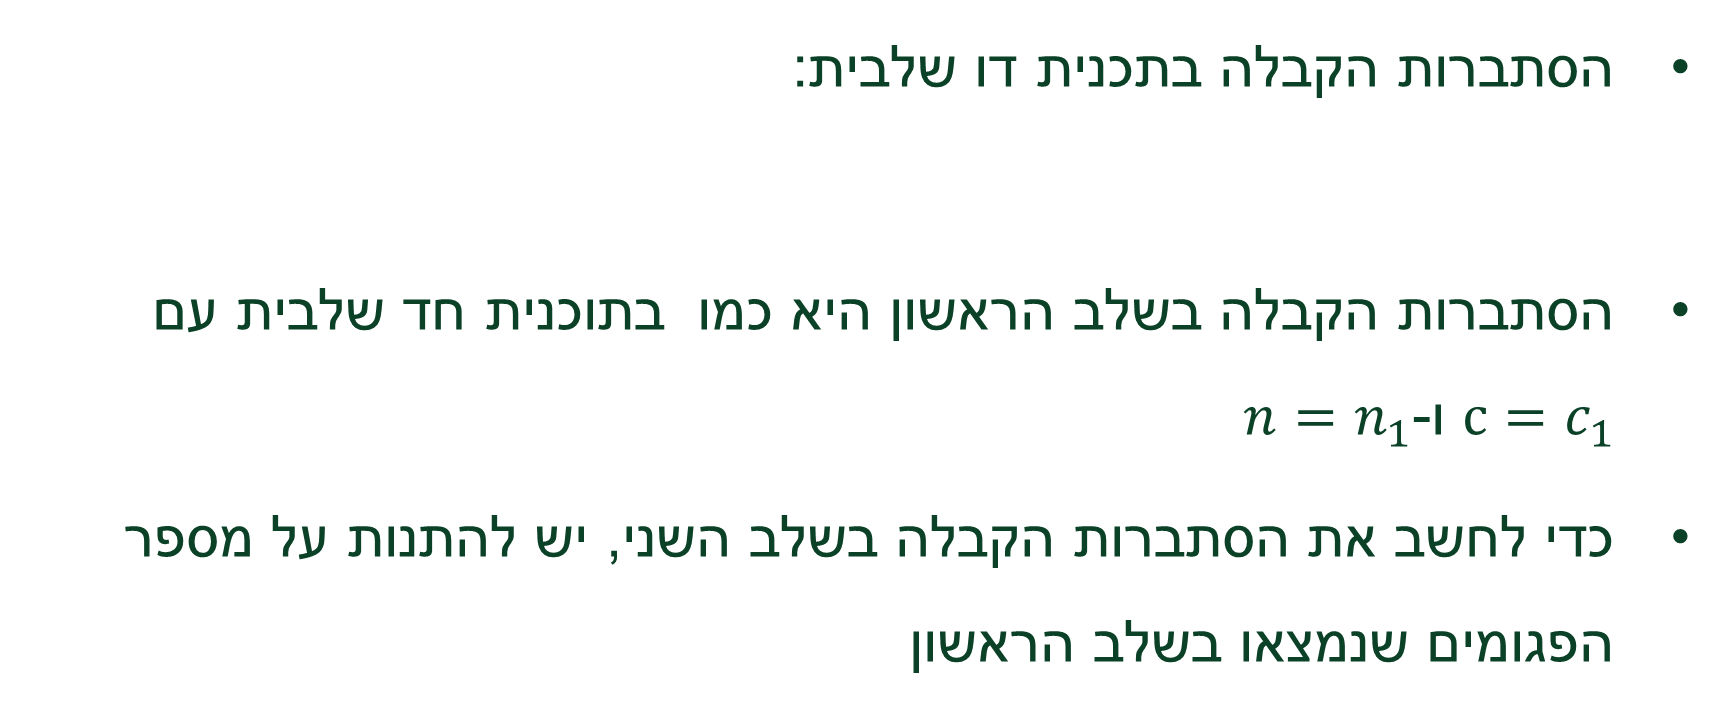 • הסתברות הקבלה בתכנית דו שלבית:
• הסתברות הקבלה בשלב הראשון היא כמו  בתוכנית חד שלבית עם
c = c₁ ו-n = n₁
• כדי לחשב את הסתברות הקבלה בשלב השני, יש להתנות על מספר
הפגומים שנמצאו בשלב הראשון